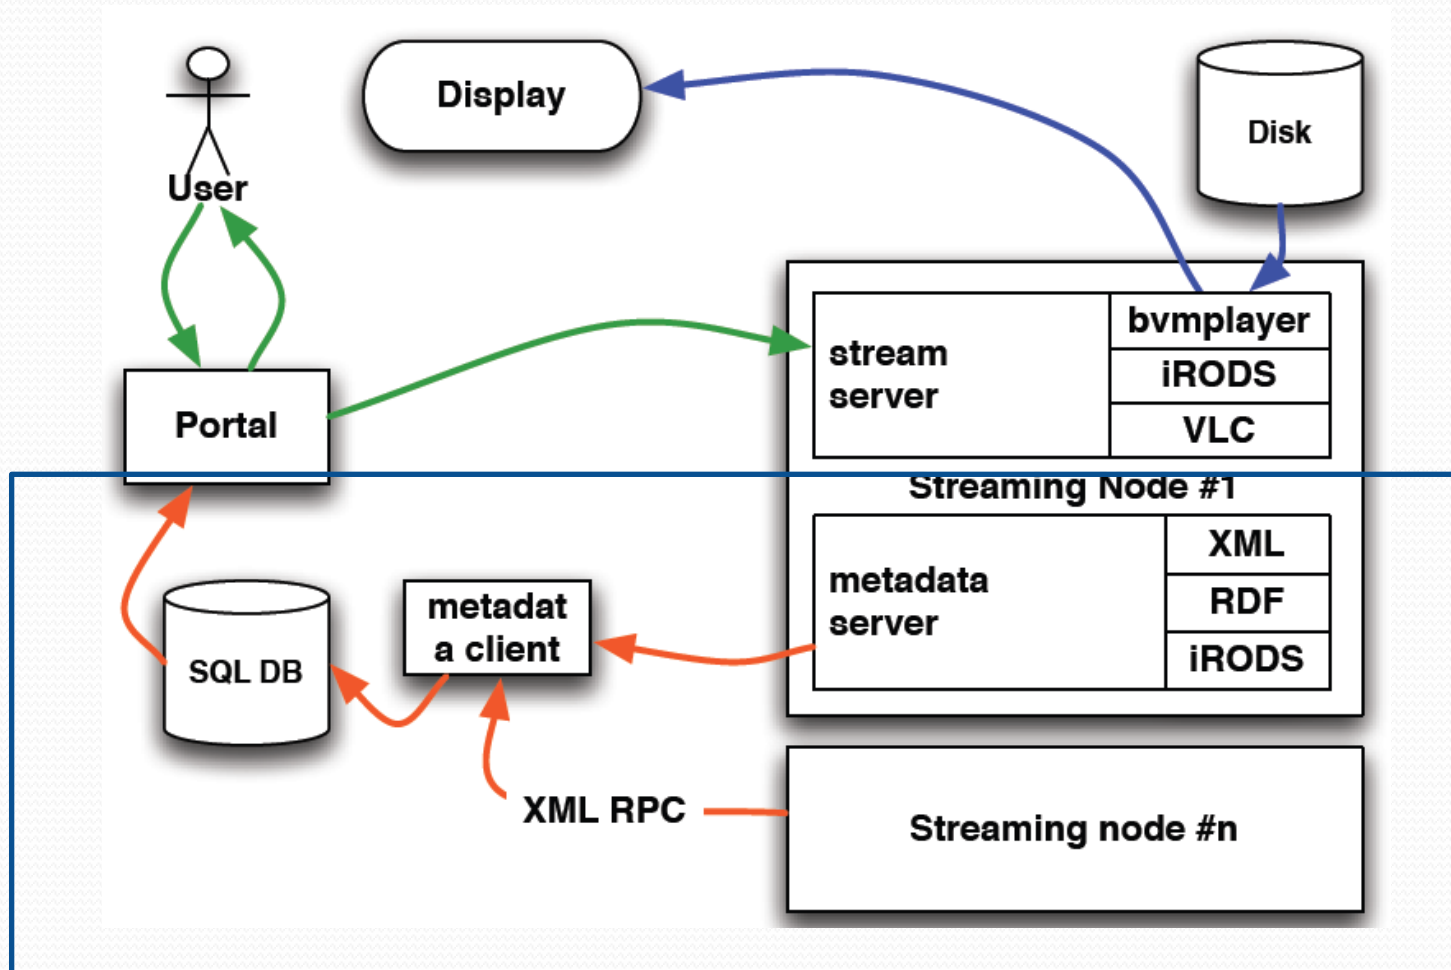 Display
Disk
User
bvmplayer
stream
server
iRODS
VLC
Portal
Streaming Node #1
metadata
server
XML
RDF
iRODS
metadat
a client
SQL DB
XML RPC
Streaming node #n